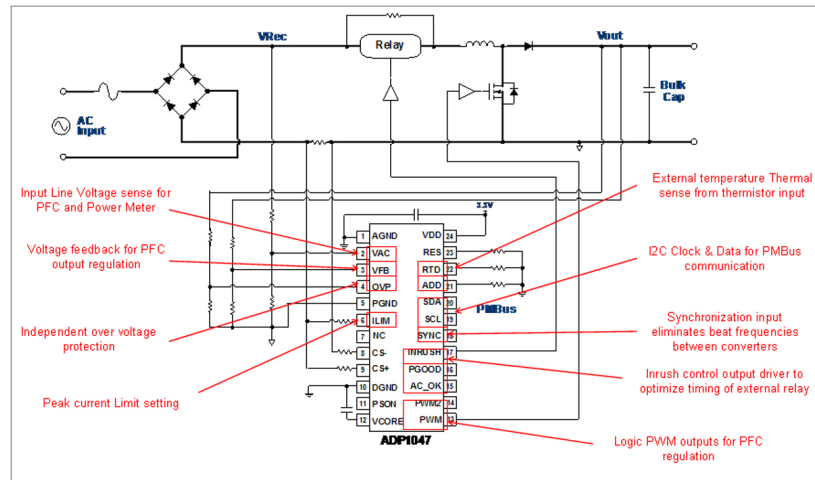 VRec
Relay
Vout
Bulk
Cap
AC
Input
Input Line Voltage sense for
PFC and Power Meter
Voltage feedback for PFC
output regulation
Independent over voltage
protection
Peak current Limit setting
3.3V
1 AGND
2 VAC
3 VFB
4 OVP
5 PGND
6 ILIM
7 NC
8 CS-
9 CS+
10 DGND
11 PSON
12 VCORE
VDD 24
RES 23
RTD 22
ADD 21
SDA 20
SCL 19
SYNC 18
INRUSH 17
PGOOD 16
AC_OK 15
PWM2 14
PWM 13
ADP1047
PMBus
External temperature Thermal
sense from thermistor input
I2C Clock & Data for PMBus
communication
Synchronization input
eliminates beat frequencies
between converters
Inrush control output driver to
optimize timing of external relay
Logic PWM outputs for PFC
regulation